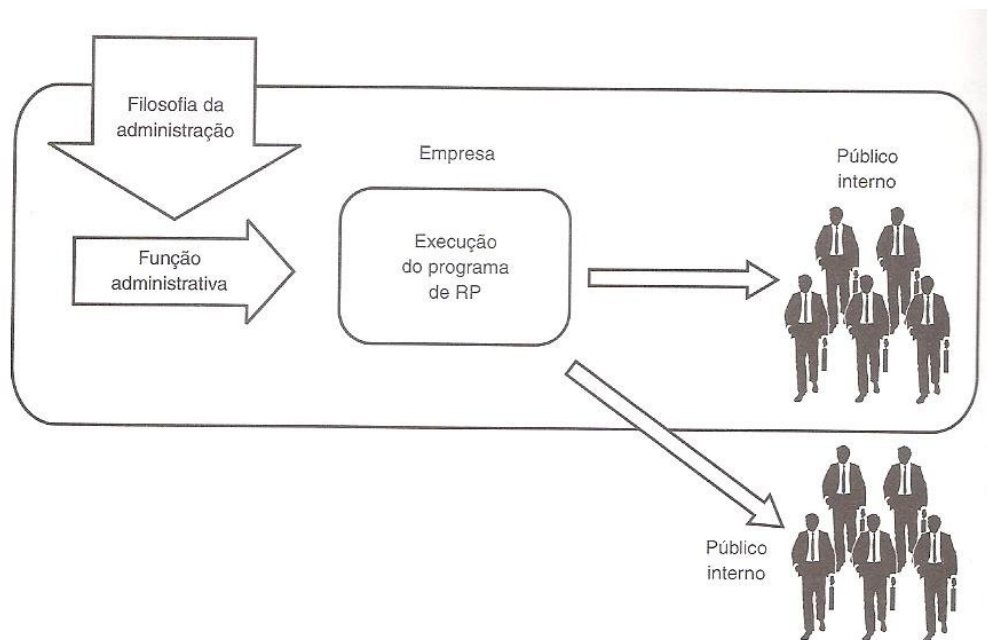 Filosofia da
administração
Empresa
Público
interno
Função
administrativa
Execução
do programa
de RP
Público
interno